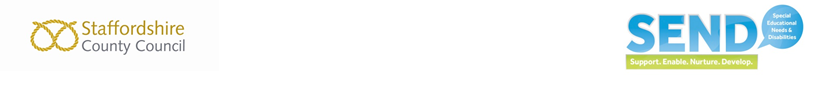 Staffordshire
County Council
SEND
Special
Educational
Needs &
Disabilities
Support. Enable. Nurture. Develop.